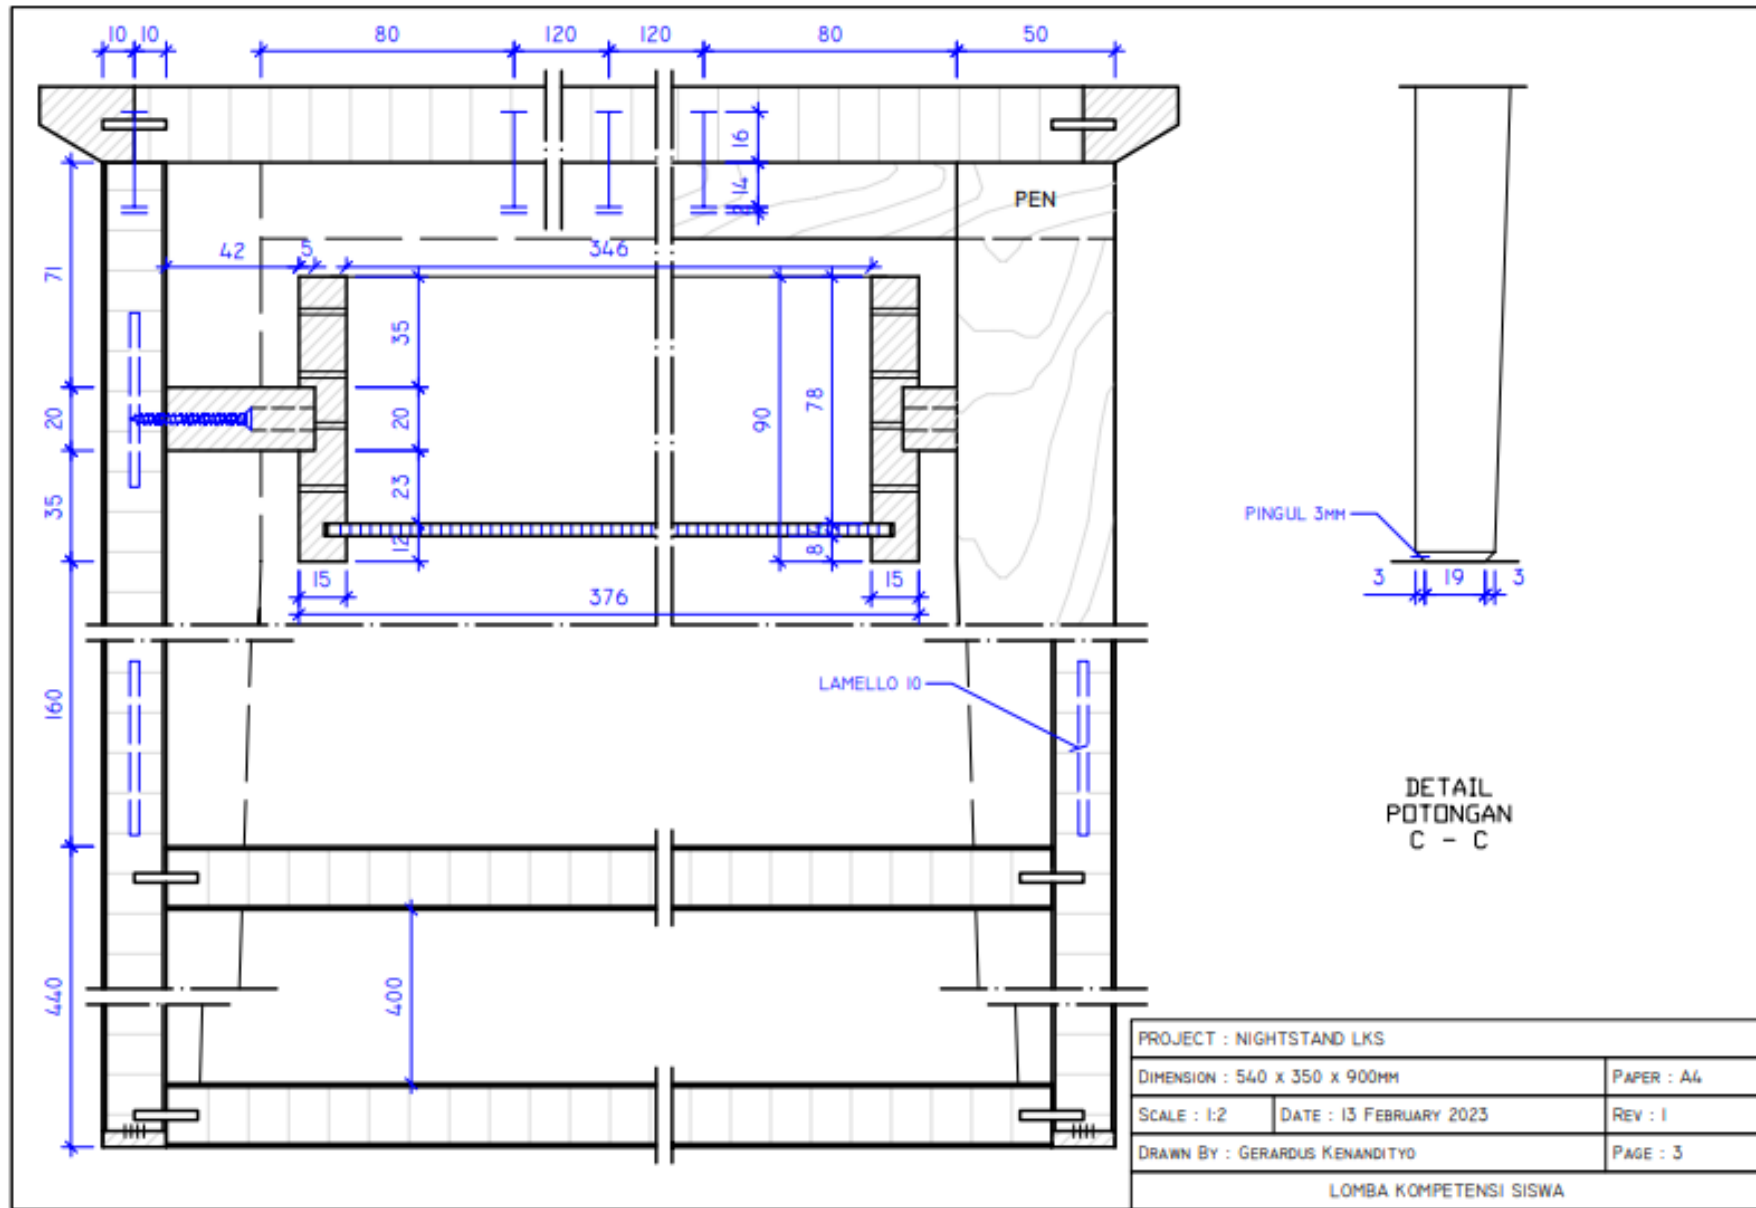 10 10 80 120 120 80 50
16
14
PEN
42 5 346
71
35
20
20
90
78
35
23
12
8
15 15
376
PINGUL 3MM
3 19 3
160
LAMELLO 10
DETAIL
POTONGAN
C - C
440
400
PROJECT : NIGHTSTAND LKS
DIMENSION : 540 X 350 X 900MM PAPER : A4
SCALE : 1:2 DATE : 13 FEBRUARY 2023 REV : 1
DRAWN BY : GERARDUS KENANDITYO PAGE : 3
LOMBA KOMPETENSI SISWA